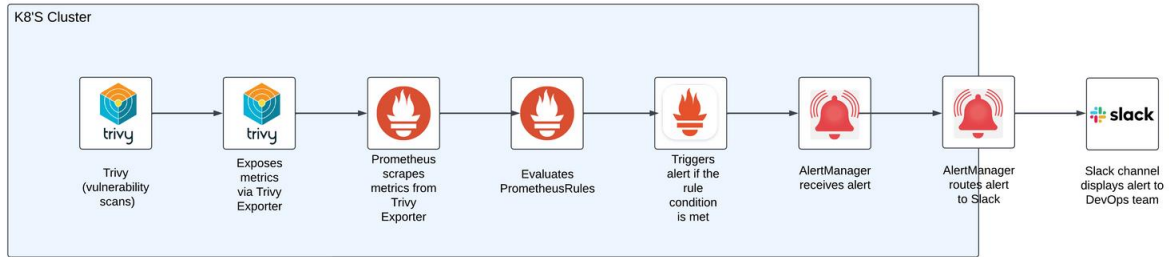 K8'S Cluster
trivy
Trivy
(vulnerability
scans)
trivy
Exposes
metrics
via Trivy
Exporter
Prometheus
scrapes
metrics from
Trivy
Exporter
Evaluates
PrometheusRules
Triggers
alert if the
rule
condition
is met
AlertManager
receives alert
AlertManager
routes alert
to Slack
slack
Slack channel
displays alert to
DevOps team